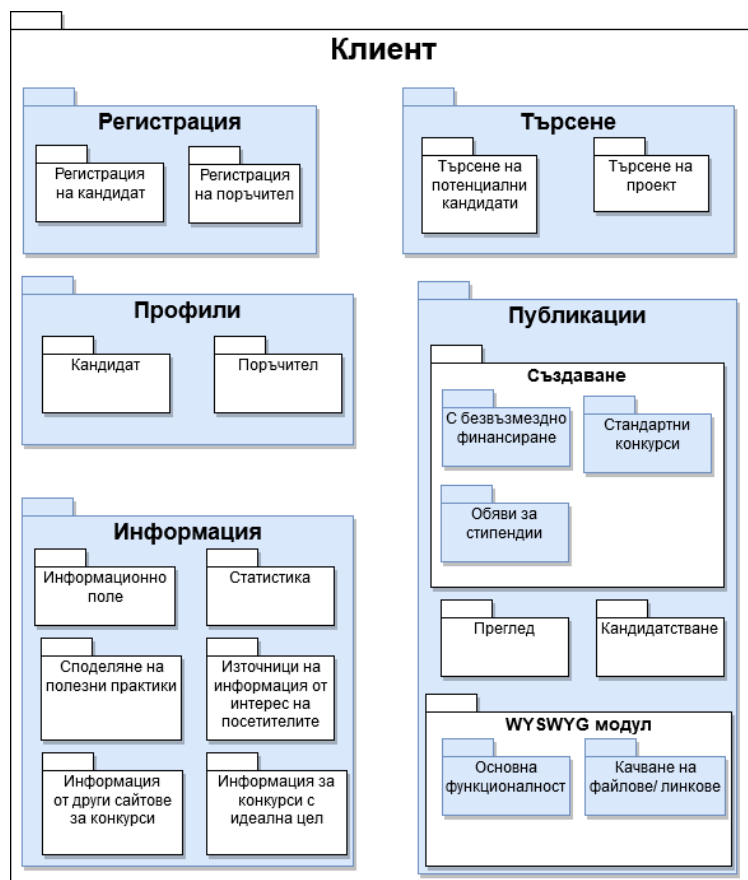 Клиент
Регистрация
Регистрация
на кандидат
Регистрация
на поръчител
Търсене
Търсене на
потенциални
кандидати
Търсене на
проект
Профили
Кандидат
Поръчител
Публикации
Създаване
С безвъзмездно
финансиране
Стандартни
конкурси
Обяви за
стипендии
Преглед
Кандидатстване
WYSWYG модул
Основна
функционалност
Качване на
файлове/ линкове
Информация
Информационно
поле
Статистика
Споделяне на
полезни практики
Източници на
информация от
интерес на
посетителите
Информация
от други сайтове
за конкурси
Информация за
конкурси с
идеална цел